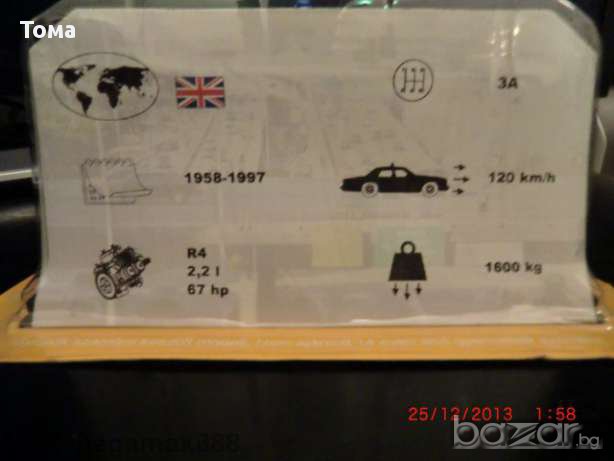 Toma
3A
1958-1997
120 km/h
R4
2,2 l
67 hp
1600 kg
25/12/2013 1:58
bazar.bg